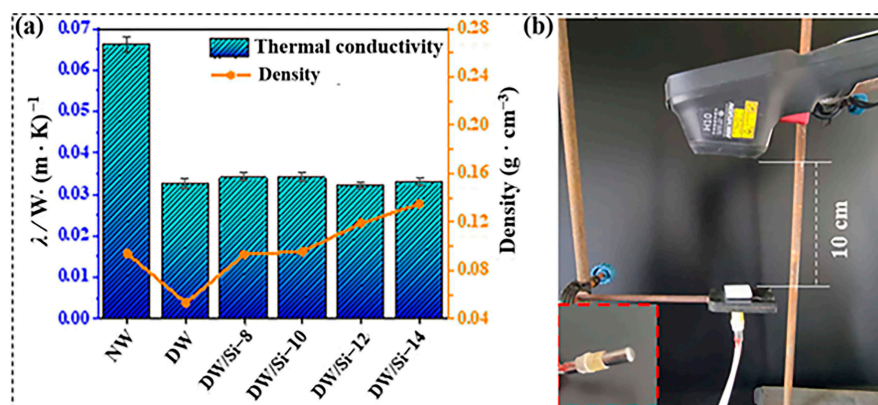 (a)
0.07
0.06
0.05
0.04
0.03
0.02
0.01
0.00
λ / W· (m · K)⁻¹
Thermal conductivity
Density
0.28
0.24
0.20
0.16
0.12
0.08
0.04
Density (g · cm⁻³)
NW
DW
DW/Si−8
DW/Si−10
DW/Si−12
DW/Si−14
(b)
H10
10 cm